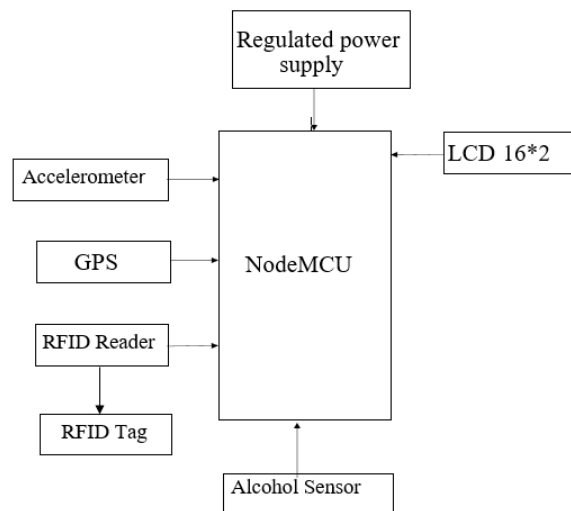 Regulated power
supply
LCD 16*2
Accelerometer
GPS
NodeMCU
RFID Reader
RFID Tag
Alcohol Sensor